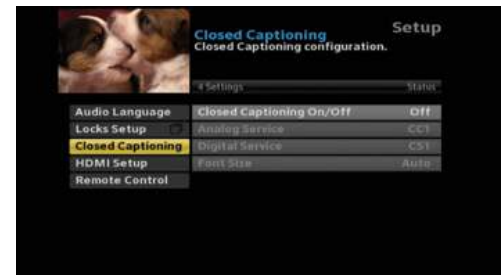 Setup
Closed Captioning
Closed Captioning configuration.
4 Settings Status
Audio Language
Locks Setup
Closed Captioning
HDMI Setup
Remote Control
Closed Captioning On/Off Off
Analog Service CC1
Digital Service CS1
Font Size Auto